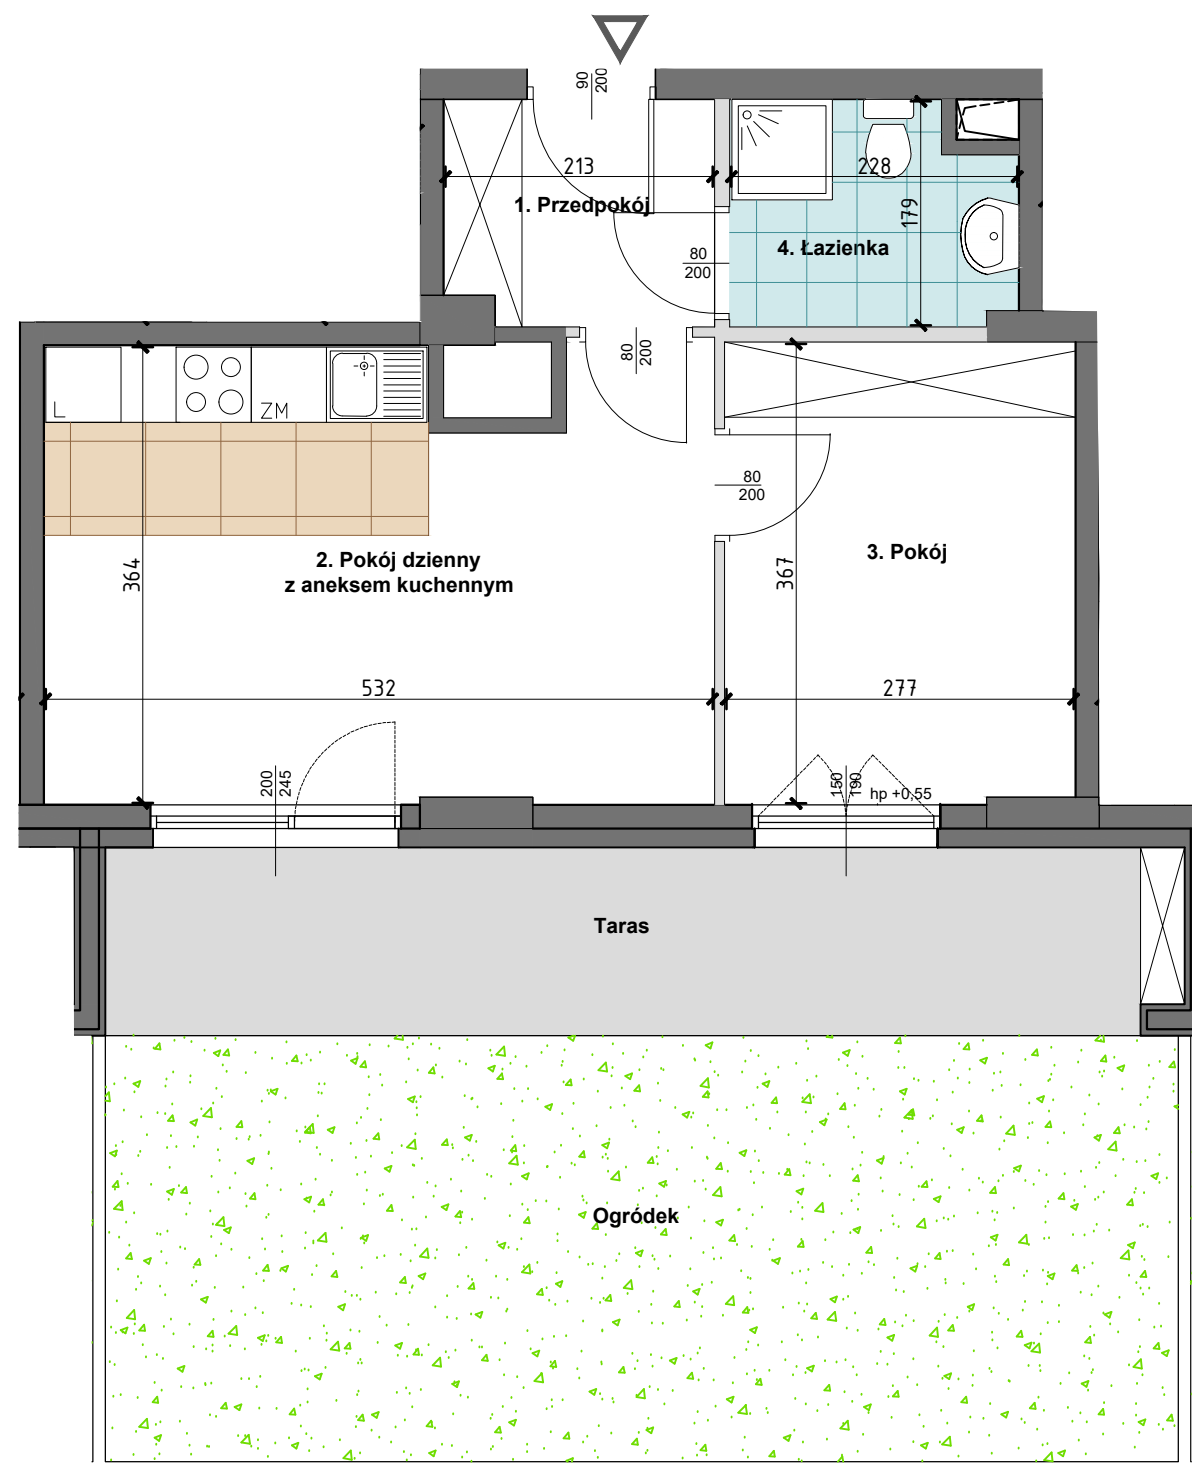 90
200
213
1. Przedpokój
228
179
4. Łazienka
80
200
80
200
L
ZM
80
200
2. Pokój dzienny
z aneksem kuchennym
3. Pokój
364
367
532
277
200
245
150
190
hp +0,55
Taras
Ogródek